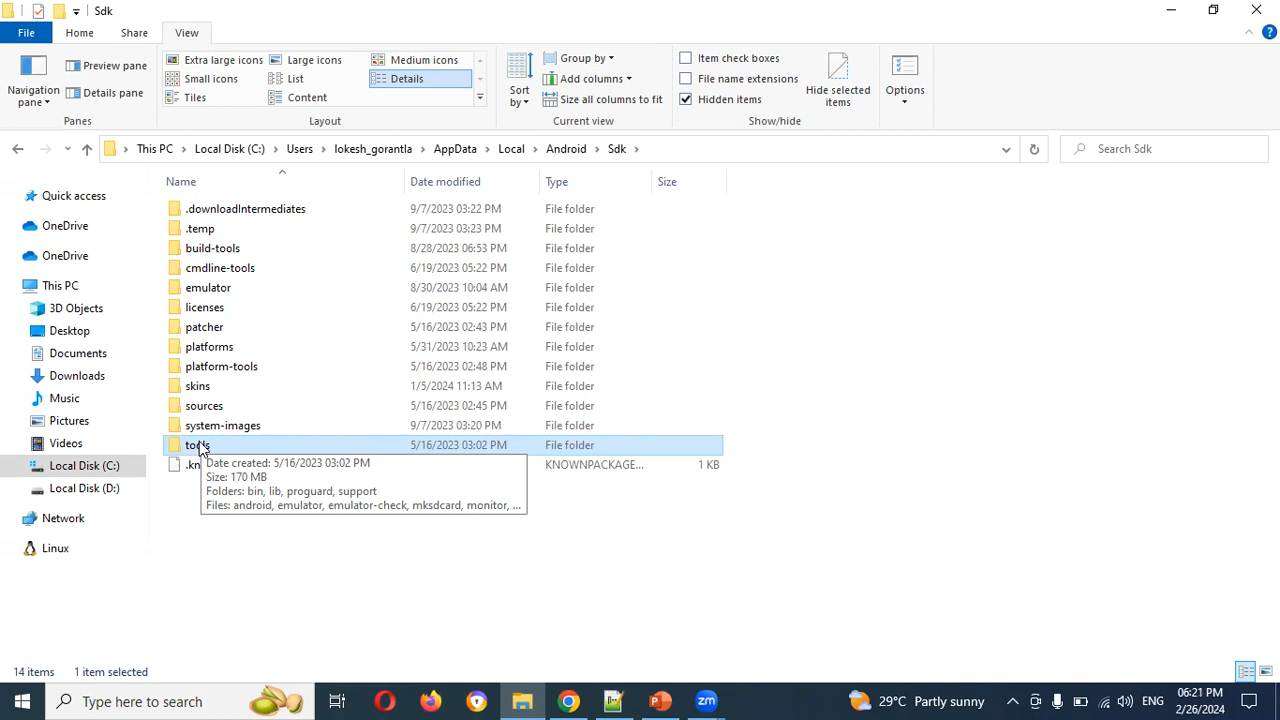 Sdk
File Home Share View
Navigation pane
Preview pane
Details pane
Panes
Extra large icons Large icons Medium icons
Small icons List Details
Tiles Content
Layout
Sort by
Group by
Add columns
Size all columns to fit
Current view
Item check boxes
File name extensions
Hidden items
Hide selected items
Show/hide
Options
This PC > Local Disk (C:) > Users > lokesh_gorantla > AppData > Local > Android > Sdk >
Search Sdk
Quick access
OneDrive
OneDrive
This PC
3D Objects
Desktop
Documents
Downloads
Music
Pictures
Videos
Local Disk (C:)
Local Disk (D:)
Network
Linux
Name Date modified Type Size
.downloadIntermediates 9/7/2023 03:22 PM File folder
.temp 9/7/2023 03:23 PM File folder
build-tools 8/28/2023 06:53 PM File folder
cmdline-tools 6/19/2023 05:22 PM File folder
emulator 8/30/2023 10:04 AM File folder
licenses 6/19/2023 05:22 PM File folder
patcher 5/16/2023 02:43 PM File folder
platforms 5/31/2023 10:23 AM File folder
platform-tools 5/16/2023 02:48 PM File folder
skins 1/5/2024 11:13 AM File folder
sources 5/16/2023 02:45 PM File folder
system-images 9/7/2023 03:20 PM File folder
tools 5/16/2023 03:02 PM File folder
KNOWNPACKAGE... 1 KB
Date created: 5/16/2023 03:02 PM
Size: 170 MB
Folders: bin, lib, proguard, support
Files: android, emulator, emulator-check, mksdcard, monitor, ...
14 items 1 item selected
Type here to search
29°C Partly sunny
ENG
06:21 PM
2/26/2024